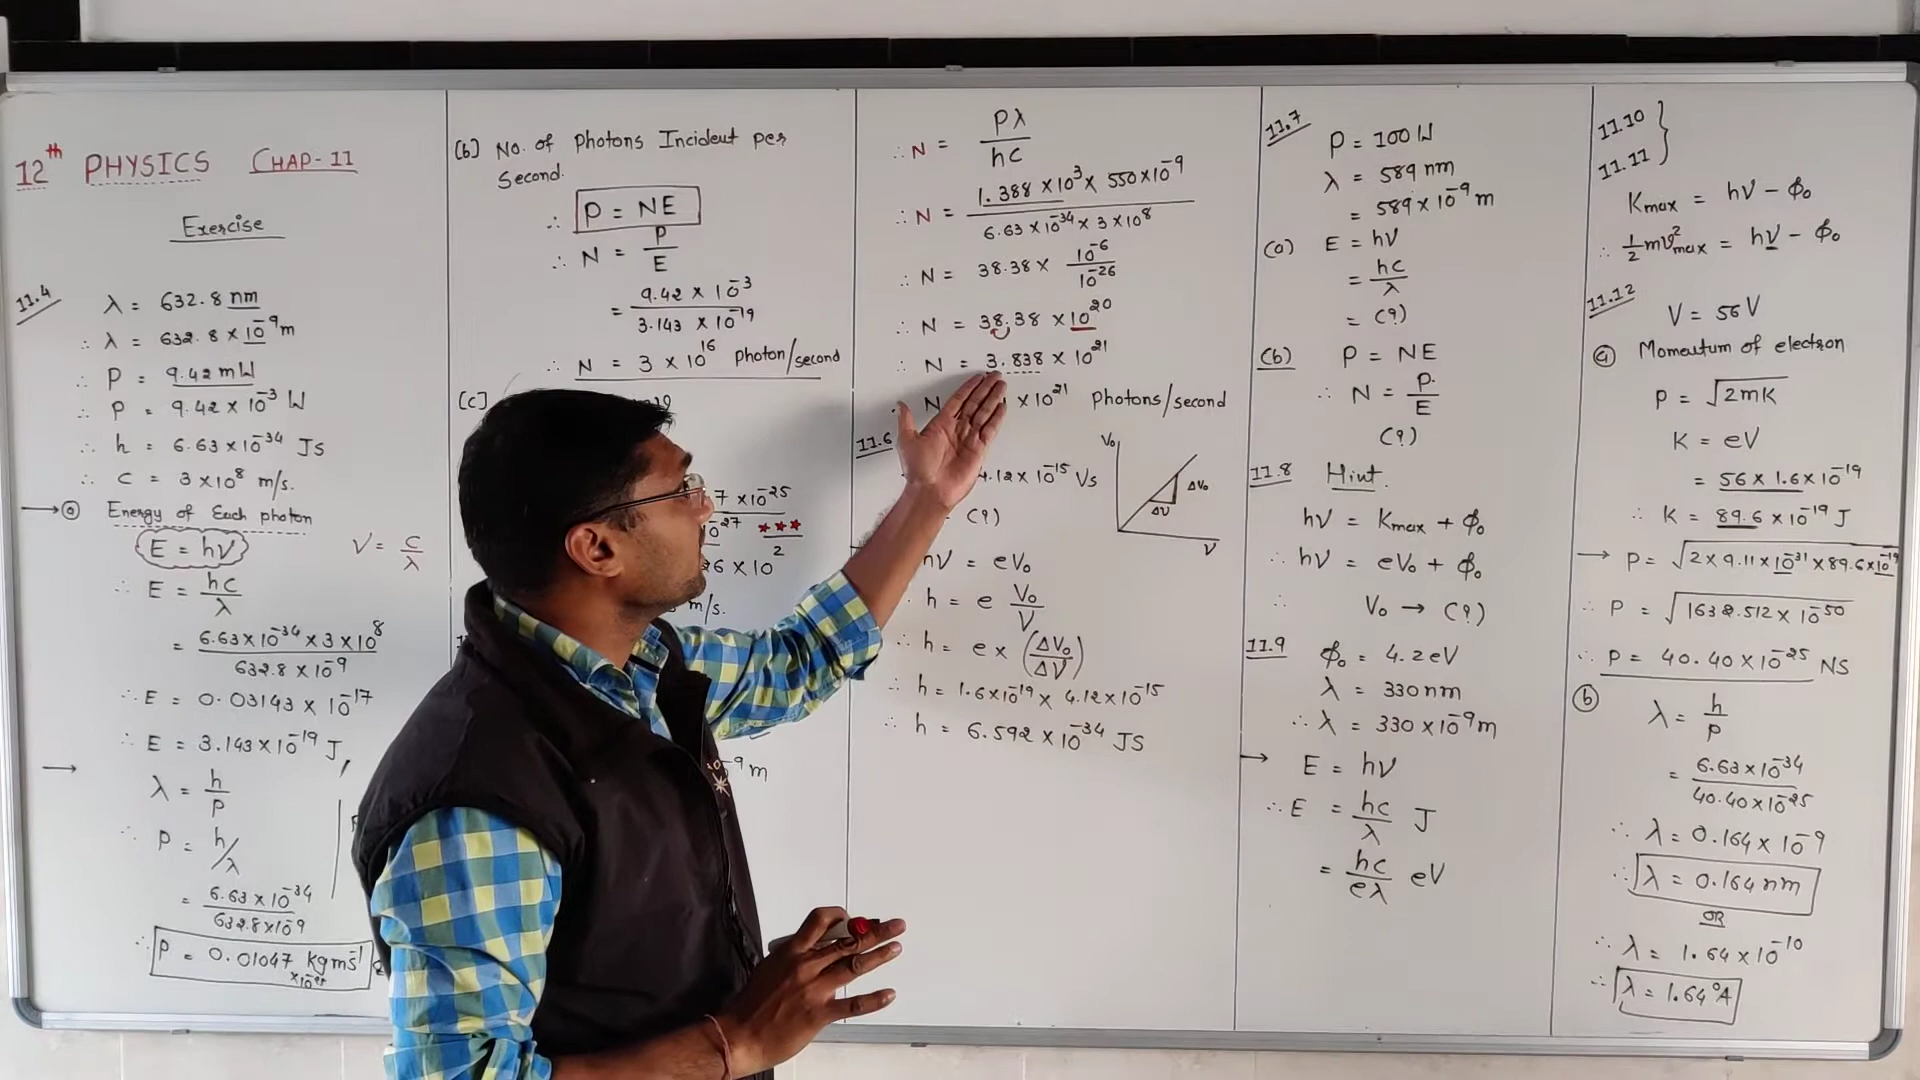 12th PHYSICS CHAP-11
Exercise
11.4
λ = 632.8 nm
∴ λ = 632.8 × 10⁻⁹ m
∴ P = 9.42 mW
∴ P = 9.42 × 10⁻³ W
∴ h = 6.63 × 10⁻³⁴ JS
∴ c = 3 × 10⁸ m/s.
→ (a) Energy of Each photon
E = hν
ν = c/λ
∴ E = hc/λ
= 6.63 × 10⁻³⁴ × 3 × 10⁸ / 632.8 × 10⁻⁹
∴ E = 0.03143 × 10⁻¹⁷
∴ E = 3.143 × 10⁻¹⁹ J,
→ λ = h/P
∴ P = h/λ
= 6.63 × 10⁻³⁴ / 632.8 × 10⁻⁹
∴ P = 0.01047 kgms⁻¹
(b) No. of Photons Incident per
Second.
∴ P = NE
∴ N = P/E
= 9.42 × 10⁻³ / 3.143 × 10⁻¹⁹
∴ N = 3 × 10¹⁶ Photon/second
[c]
7 × 10⁻²⁵
10⁻²⁷ ★★★
2
26 × 10
m/s.
⁻⁹ m
∴ N = Pλ / hc
∴ N = 1.388 × 10³ × 550 × 10⁻⁹ / 6.63 × 10⁻³⁴ × 3 × 10⁸
∴ N = 38.38 × 10⁻⁶ / 10⁻²⁶
∴ N = 38.38 × 10²⁰
∴ N = 3.838 × 10²¹
N × 10²¹ Photons/second
11.6
4.12 × 10⁻¹⁵ Vs
= (?)
V₀
ΔV₀
Δν
ν
hν = eV₀
∴ h = e V₀/ν
∴ h = e × (ΔV₀/Δν)
∴ h = 1.6 × 10⁻¹⁹ × 4.12 × 10⁻¹⁵
∴ h = 6.592 × 10⁻³⁴ JS
11.7
P = 100 W
λ = 589 nm
= 589 × 10⁻⁹ m
(a) E = hν
= hc/λ
= (?)
(b) P = NE
∴ N = P/E
(?)
11.8 Hint.
hν = Kmax + φ₀
∴ hν = eV₀ + φ₀
∴ V₀ → (?)
11.9 φ₀ = 4.2 eV
λ = 330 nm
∴ λ = 330 × 10⁻⁹ m
→ E = hν
∴ E = hc/λ J
= hc/eλ eV
11.10
11.11 }
Kmax = hν − φ₀
∴ ½mv²max = hν − φ₀
11.12
V = 56 V
(a) Momentum of electron
P = √2mK
K = eV
= 56 × 1.6 × 10⁻¹⁹
∴ K = 89.6 × 10⁻¹⁹ J
→ P = √2 × 9.11 × 10⁻³¹ × 89.6 × 10⁻¹⁹
∴ P = √1632.512 × 10⁻⁵⁰
∴ P = 40.40 × 10⁻²⁵ NS
(b) λ = h/P
= 6.63 × 10⁻³⁴ / 40.40 × 10⁻²⁵
∴ λ = 0.164 × 10⁻⁹
∴ λ = 0.164 nm
OR
∴ λ = 1.64 × 10⁻¹⁰
∴ λ = 1.64 °A